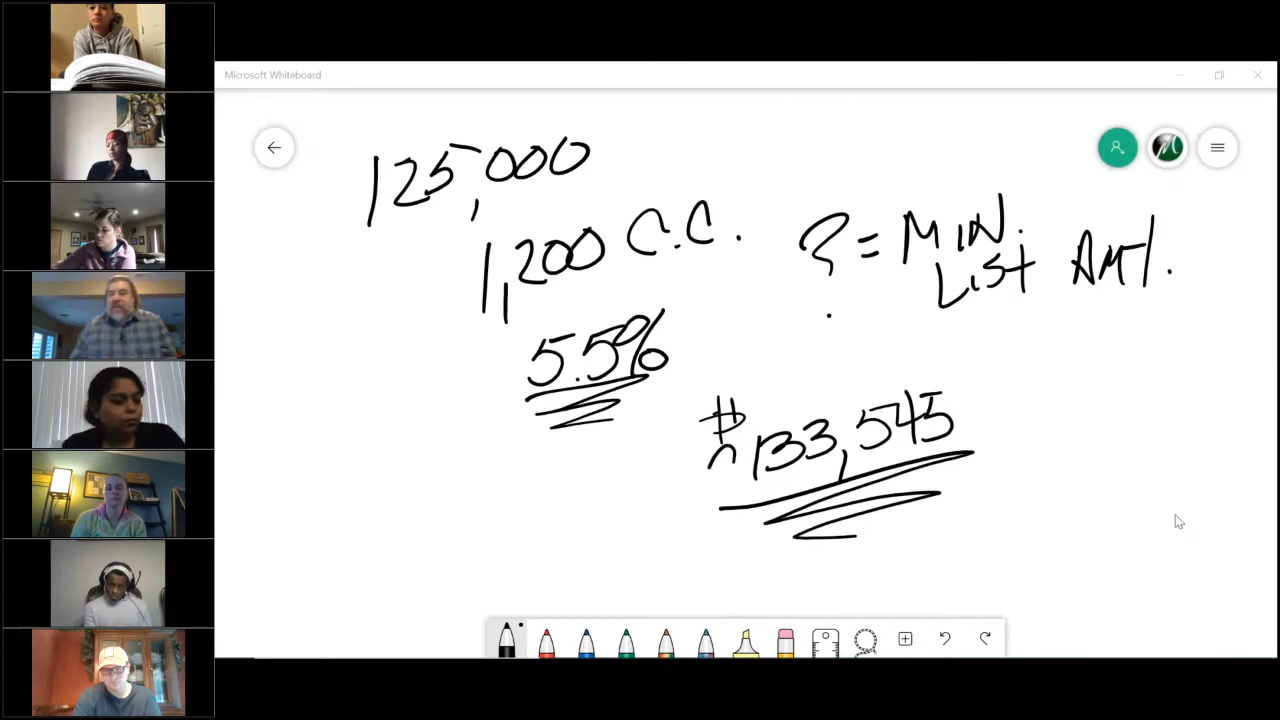 Microsoft Whiteboard
125,000
1,200 C.C.
? = MIN.
LIST AMT.
5.5%
$133,545